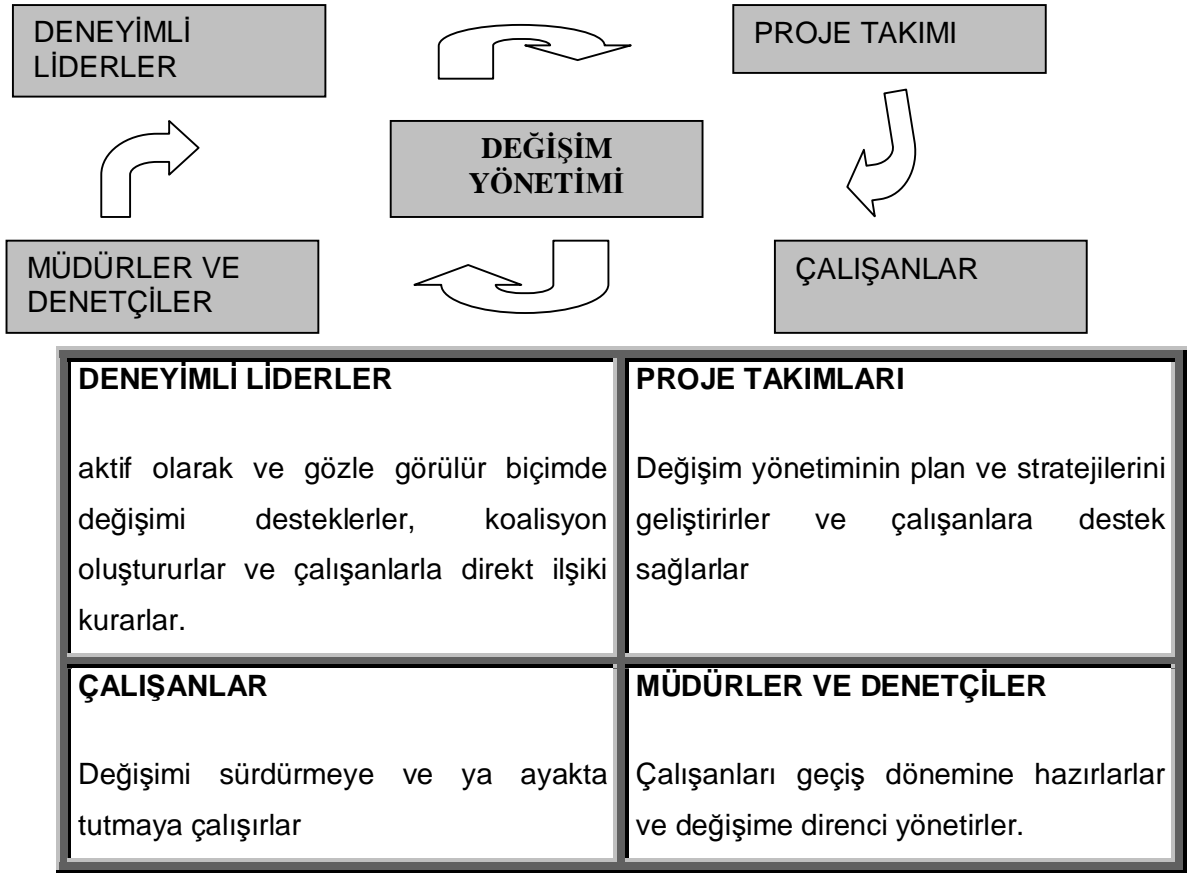 DENEYİMLİ
LİDERLER
PROJE TAKIMI
DEĞİŞİM
YÖNETİMİ
MÜDÜRLER VE
DENETÇİLER
ÇALIŞANLAR
DENEYİMLİ LİDERLER
aktif olarak ve gözle görülür biçimde
değişimi desteklerler, koalisyon
oluştururlar ve çalışanlarla direkt ilşiki
kurarlar.
PROJE TAKIMLARI
Değişim yönetiminin plan ve stratejilerini
geliştirirler ve çalışanlara destek
sağlarlar
ÇALIŞANLAR
Değişimi sürdürmeye ve ya ayakta
tutmaya çalışırlar
MÜDÜRLER VE DENETÇİLER
Çalışanları geçiş dönemine hazırlarlar
ve değişime direnci yönetirler.